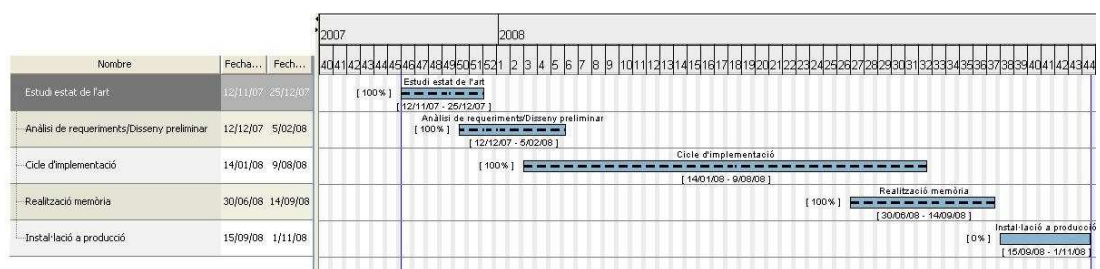 2007 2008
Nombre Fecha... Fech... 40 41 42 43 44 45 46 47 48 49 50 51 52 1 2 3 4 5 6 7 8 9 10 11 12 13 14 15 16 17 18 19 20 21 22 23 24 25 26 27 28 29 30 31 32 33 34 35 36 37 38 39 40 41 42 43 44
Estudi estat de l'art
Estudi estat de l'art 12/11/07 25/12/07 [ 100% ]
[ 12/11/07 - 25/12/07 ]
Anàlisi de requeriments/Disseny preliminar
Anàlisi de requeriments/Disseny preliminar 12/12/07 5/02/08 [ 100% ]
[ 12/12/07 - 5/02/08 ]
Cicle d'implementació
Cicle d'implementació 14/01/08 9/08/08 [ 100% ]
[ 14/01/08 - 9/08/08 ]
Realització memòria
Realització memòria 30/06/08 14/09/08 [ 100% ]
[ 30/06/08 - 14/09/08 ]
Instal·lació a producció
Instal·lació a producció 15/09/08 1/11/08 [ 0% ]
[ 15/09/08 - 1/11/08 ]